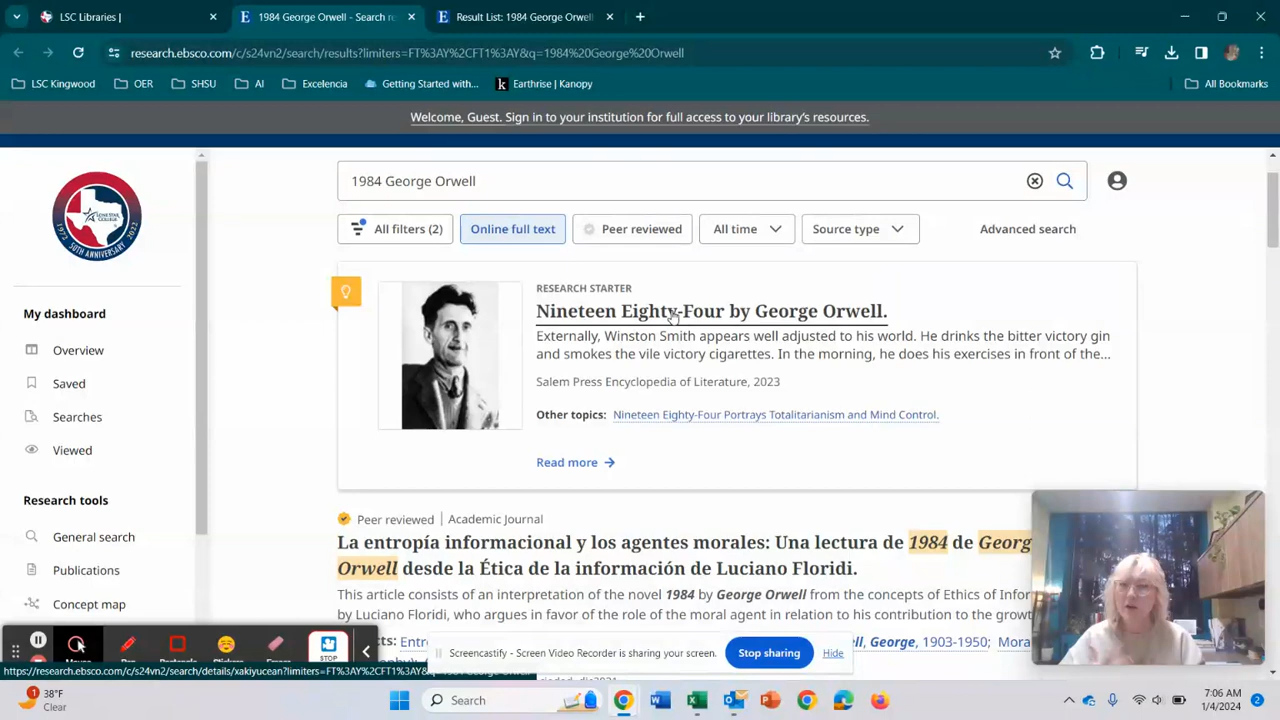 LSC Libraries |
1984 George Orwell - Search re
Result List: 1984 George Orwell
research.ebsco.com/c/s24vn2/search/results?limiters=FT%3AY%2CFT1%3AY&q=1984%20George%20Orwell
LSC Kingwood
OER
SHSU
AI
Excelencia
Getting Started with...
Earthrise | Kanopy
All Bookmarks
Welcome, Guest. Sign in to your institution for full access to your library's resources.
1984 George Orwell
All filters (2)
Online full text
Peer reviewed
All time
Source type
Advanced search
RESEARCH STARTER
Nineteen Eighty-Four by George Orwell.
Externally, Winston Smith appears well adjusted to his world. He drinks the bitter victory gin
and smokes the vile victory cigarettes. In the morning, he does his exercises in front of the...
Salem Press Encyclopedia of Literature, 2023
Other topics: Nineteen Eighty-Four Portrays Totalitarianism and Mind Control.
Read more
My dashboard
Overview
Saved
Searches
Viewed
Research tools
General search
Publications
Concept map
Peer reviewed | Academic Journal
La entropía informacional y los agentes morales: Una lectura de 1984 de Georg
Orwell desde la Ética de la información de Luciano Floridi.
This article consists of an interpretation of the novel 1984 by George Orwell from the concepts of Ethics of Infor
by Luciano Floridi, who argues in favor of the role of the moral agent in relation to his contribution to the growt
George, 1903-1950; Mora
Screencastify - Screen Video Recorder is sharing your screen.
Stop sharing
Hide
STOP
https://research.ebsco.com/c/s24vn2/search/details/xakiyucean?limiters=FT%3AY%2CFT1%3AY&q
38°F
Clear
Search
7:06 AM
1/4/2024